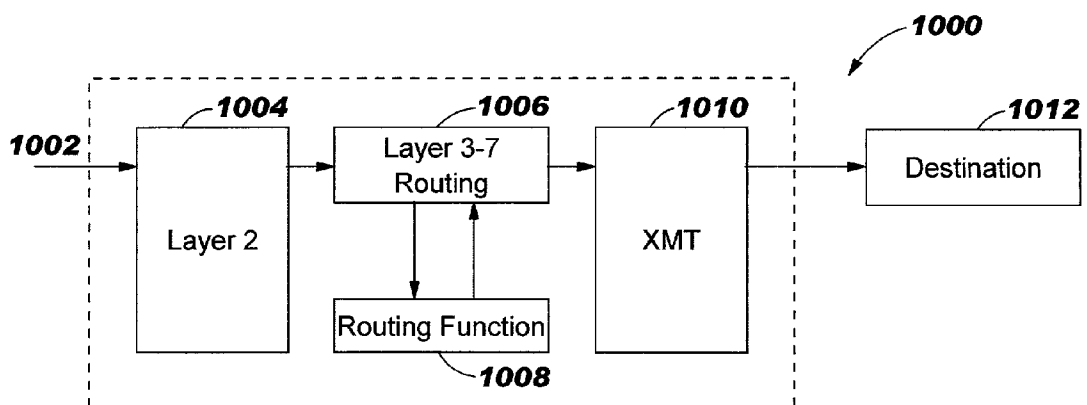 1000
1004
1006
1010
1012
1002
Layer 3-7
Routing
Destination
Layer 2
XMT
Routing Function
1008